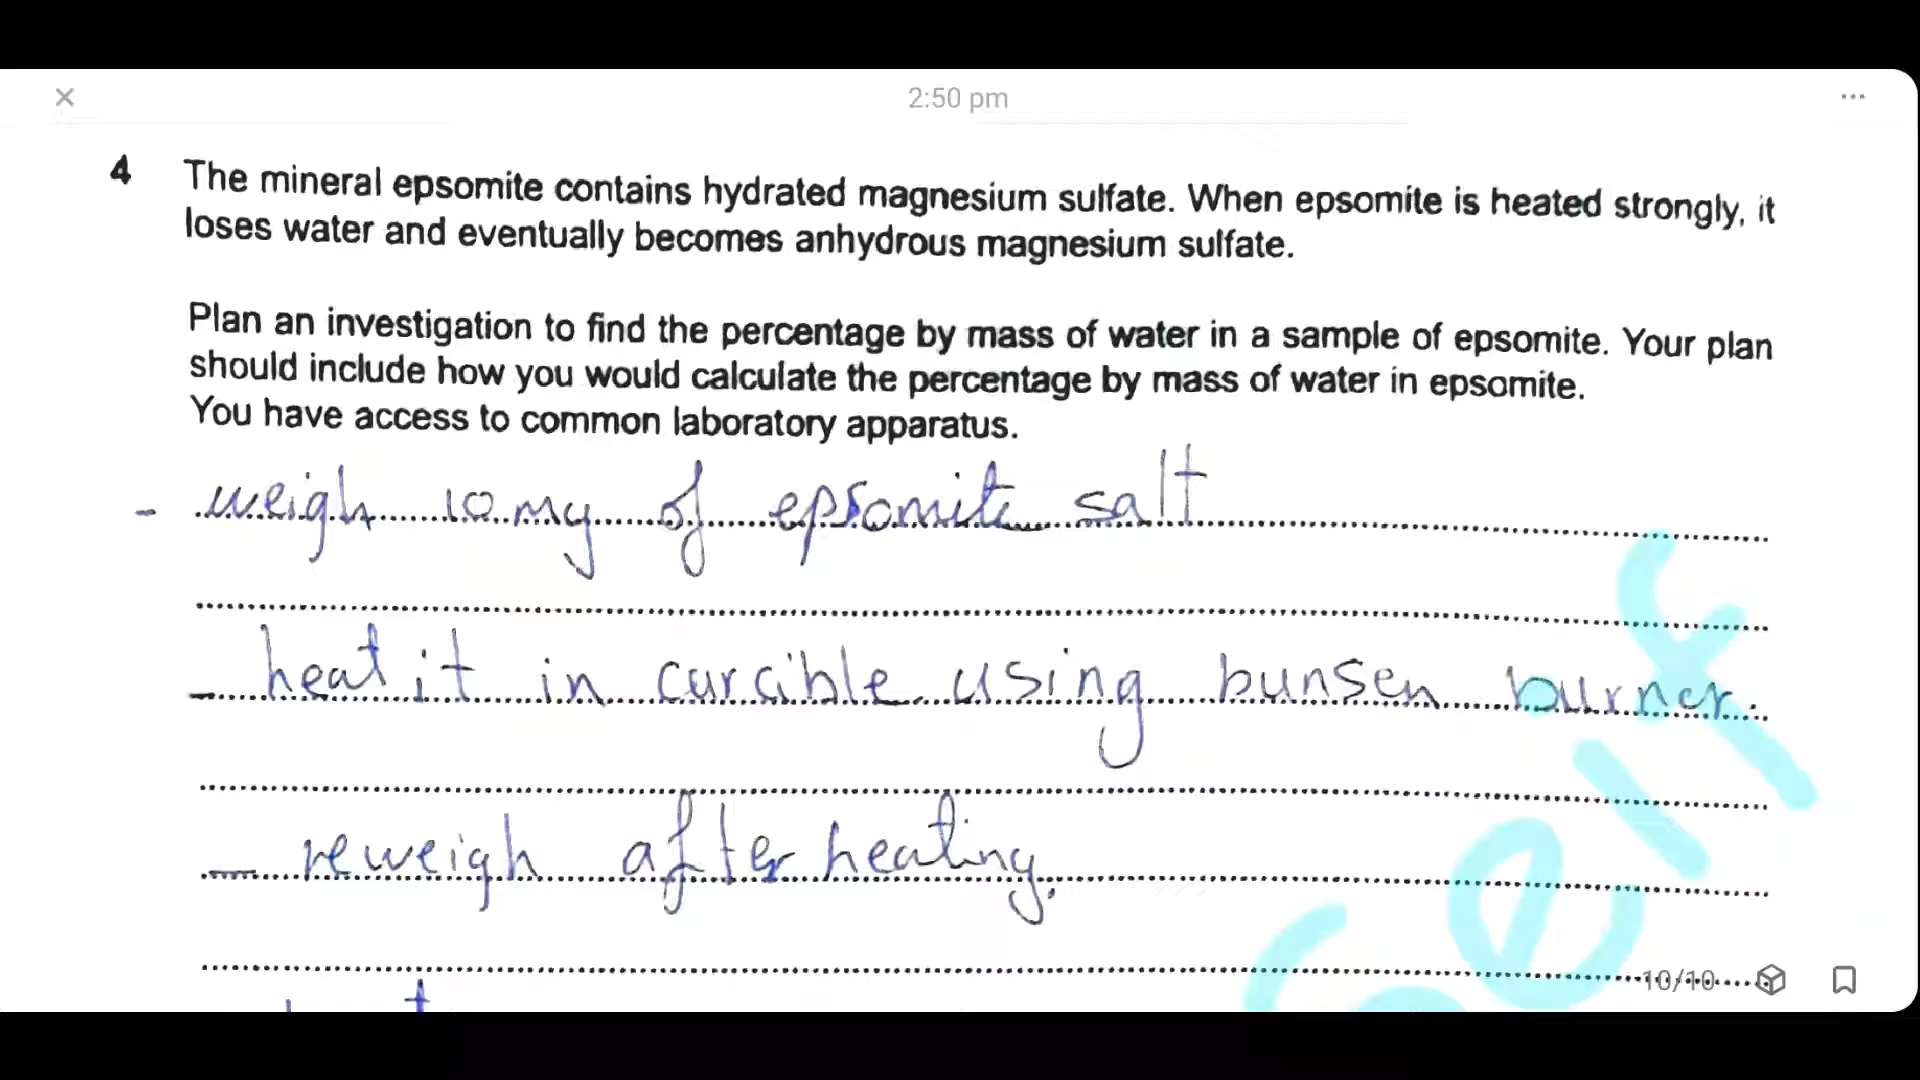 2:50 pm
4 The mineral epsomite contains hydrated magnesium sulfate. When epsomite is heated strongly, it
loses water and eventually becomes anhydrous magnesium sulfate.
Plan an investigation to find the percentage by mass of water in a sample of epsomite. Your plan
should include how you would calculate the percentage by mass of water in epsomite.
You have access to common laboratory apparatus.
- weigh 10 mg of epsomite salt
- heat it in curcible using bunsen burner.
- reweigh after heating.
Self
10/10